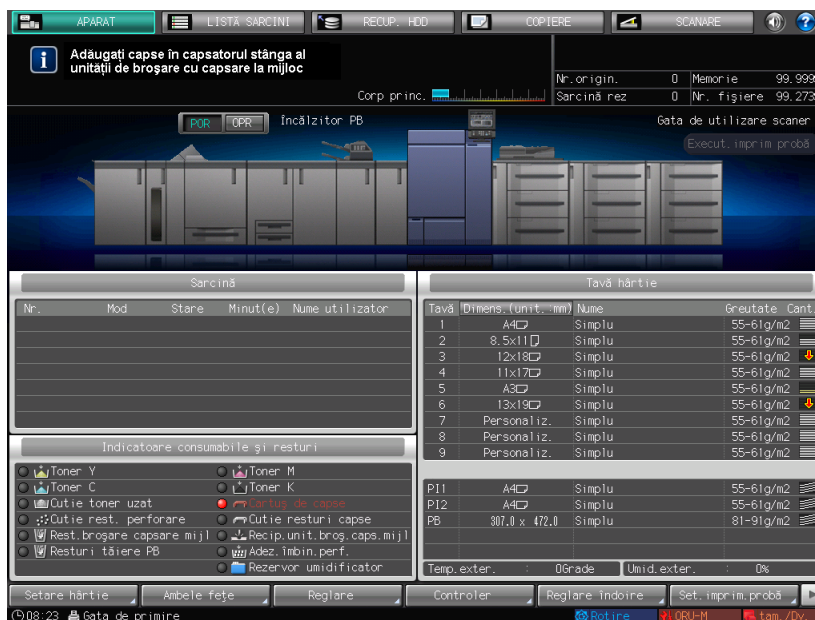 APARAT LISTĂ SARCINI RECUP. HDD COPIERE SCANARE
Adăugați capse în capsatorul stânga al
unității de broșare cu capsare la mijloc
Corp princ.
Nr.origin. 0 Memorie 99.999
Sarcină rez 0 Nr. fişiere 99.273
POR OPR Încălzitor PB
Gata de utilizare scaner
Execut.imprim probă
Sarcină
Nr. Mod Stare Minut(e) Nume utilizator
Tavă hârtie
Tavă Dimens.(unit.:mm) Nume Greutate Cant.
1 A4 Simplu 55-61g/m2
2 8.5x11 Simplu 55-61g/m2
3 12x18 Simplu 55-61g/m2
4 11x17 Simplu 55-61g/m2
5 A3 Simplu 55-61g/m2
6 13x19 Simplu 55-61g/m2
7 Personaliz. Simplu 55-61g/m2
8 Personaliz. Simplu 55-61g/m2
9 Personaliz. Simplu 55-61g/m2
PI1 A4 Simplu 55-61g/m2
PI2 A4 Simplu 55-61g/m2
PB 307.0 x 472.0 Simplu 81-91g/m2
Temp.exter. : 0Grade Umid.exter. : 0%
Indicatoare consumabile şi resturi
Toner Y Toner M
Toner C Toner K
Cutie toner uzat Cartuş de capse
Cutie rest. perforare Cutie resturi capse
Rest.broşare capsare mijl Recip.unit.broş.caps.mijl
Resturi tăiere PB Adez.îmbin.perf.
Rezervor umidificator
Setare hârtie Ambele feţe Reglare Controler Reglare îndoire Set.imprim.probă
08:23 Gata de primire Rotire ORU-M tam./Dv.